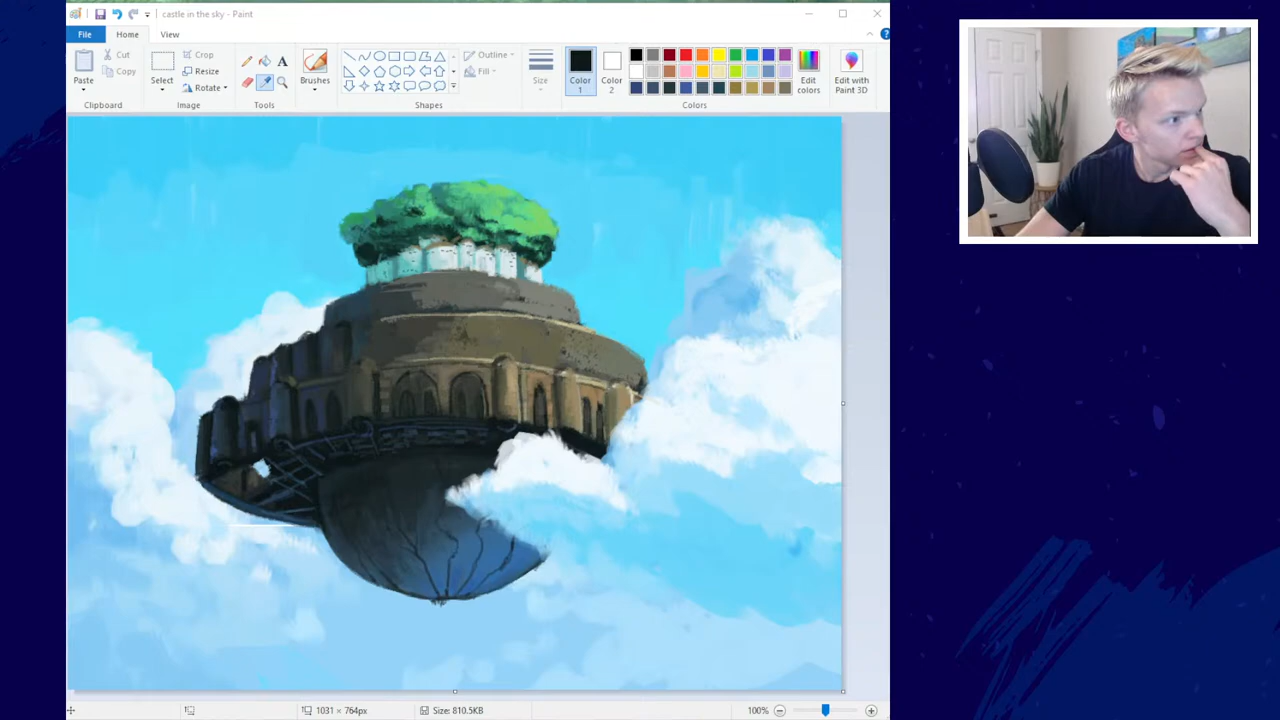 castle in the sky - Paint
File
Home
View
Paste
Cut
Copy
Clipboard
Select
Crop
Resize
Rotate
Image
Tools
Brushes
Shapes
Outline
Fill
Size
Color 1
Color 2
Edit colors
Colors
Edit with Paint 3D
1031 × 764px
Size: 810.5KB
100%